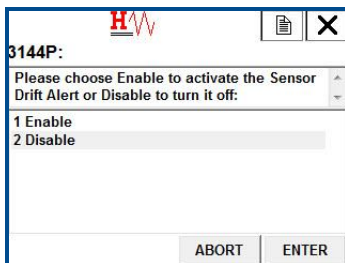 H
3144P:
Please choose Enable to activate the Sensor
Drift Alert or Disable to turn it off:
1 Enable
2 Disable
ABORT ENTER